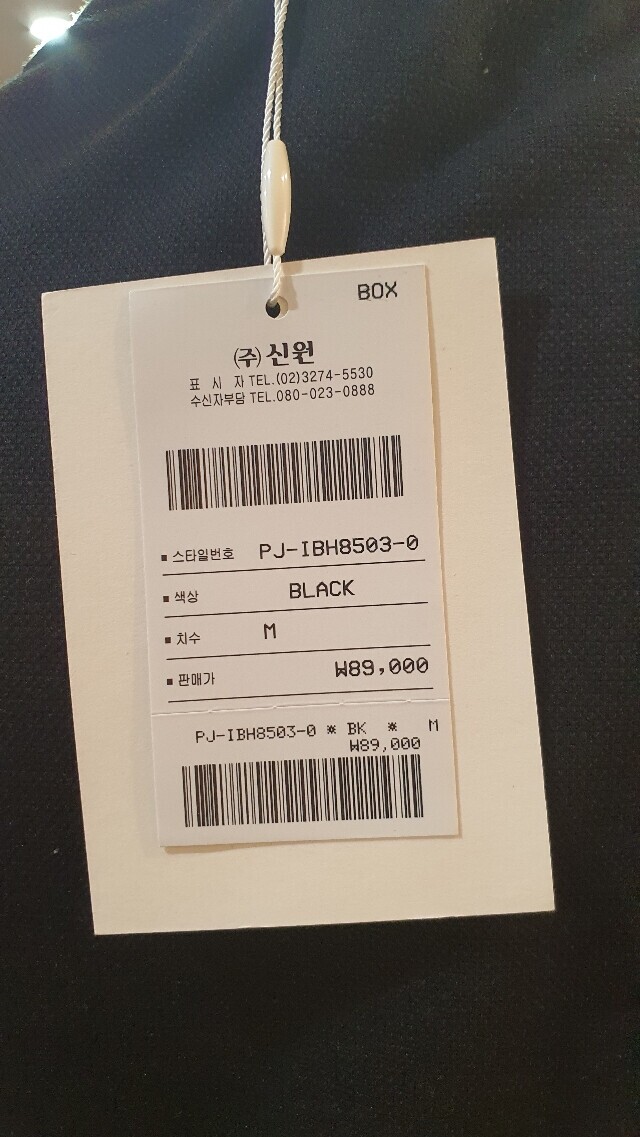 BOX
㈜신원
표 시 자 TEL.(02)3274-5530
수신자부담 TEL.080-023-0888
▪ 스타일번호 PJ-IBH8503-0
▪ 색상 BLACK
▪ 치수 M
▪ 판매가 ₩89,000
PJ-IBH8503-0 * BK * M
₩89,000